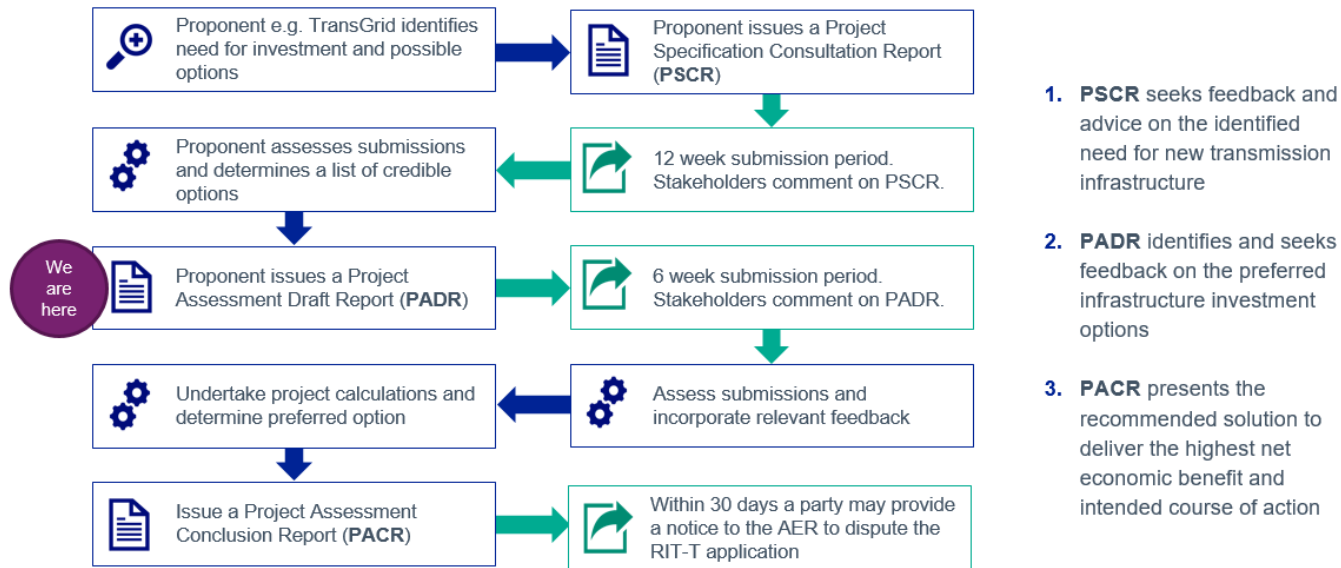 Proponent e.g. TransGrid identifies
need for investment and possible
options
Proponent issues a Project
Specification Consultation Report
(PSCR)
12 week submission period.
Stakeholders comment on PSCR.
Proponent assesses submissions
and determines a list of credible
options
We
are
here
Proponent issues a Project
Assessment Draft Report (PADR)
6 week submission period.
Stakeholders comment on PADR.
Assess submissions and
incorporate relevant feedback
Undertake project calculations and
determine preferred option
Issue a Project Assessment
Conclusion Report (PACR)
Within 30 days a party may provide
a notice to the AER to dispute the
RIT-T application
1. PSCR seeks feedback and
advice on the identified
need for new transmission
infrastructure
2. PADR identifies and seeks
feedback on the preferred
infrastructure investment
options
3. PACR presents the
recommended solution to
deliver the highest net
economic benefit and
intended course of action